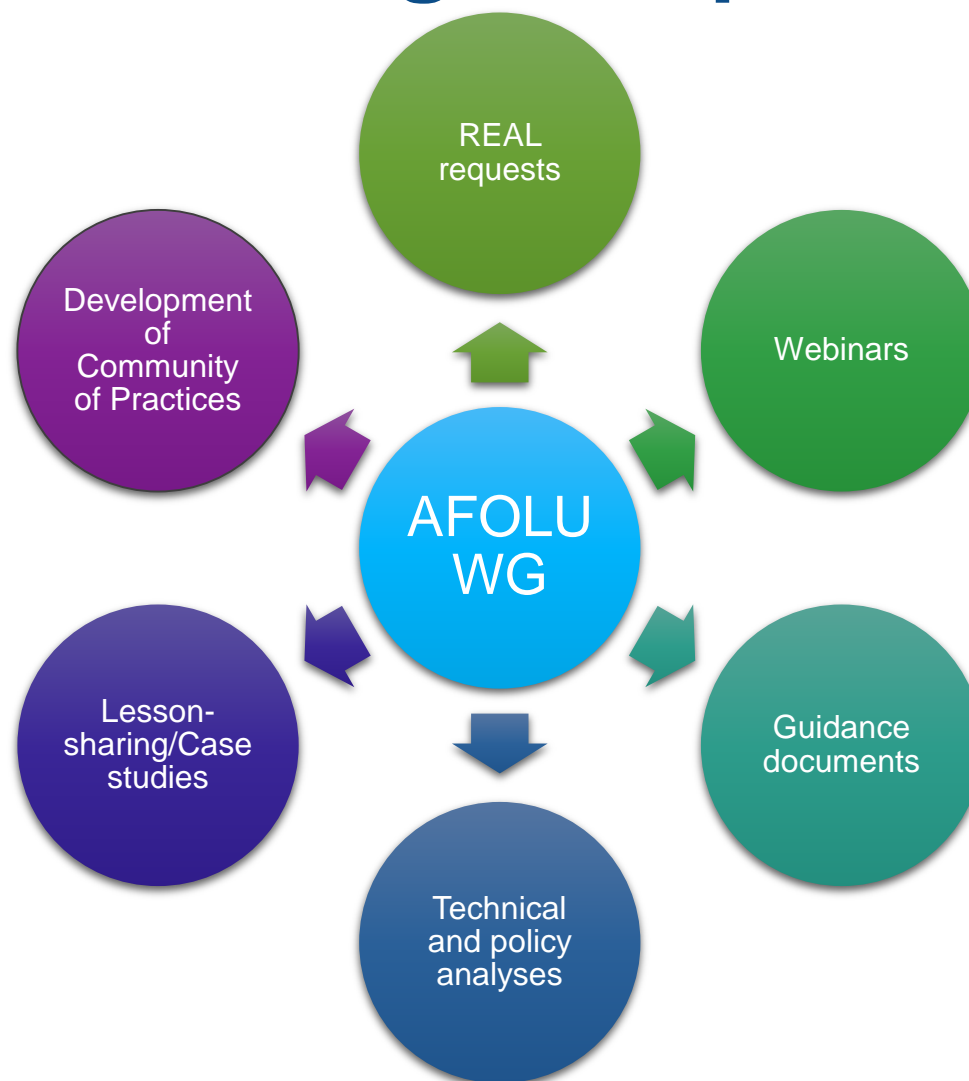 REAL
requests
Webinars
Guidance
documents
Technical
and policy
analyses
Lesson-
sharing/Case
studies
Development
of
Community
of Practices
AFOLU
WG